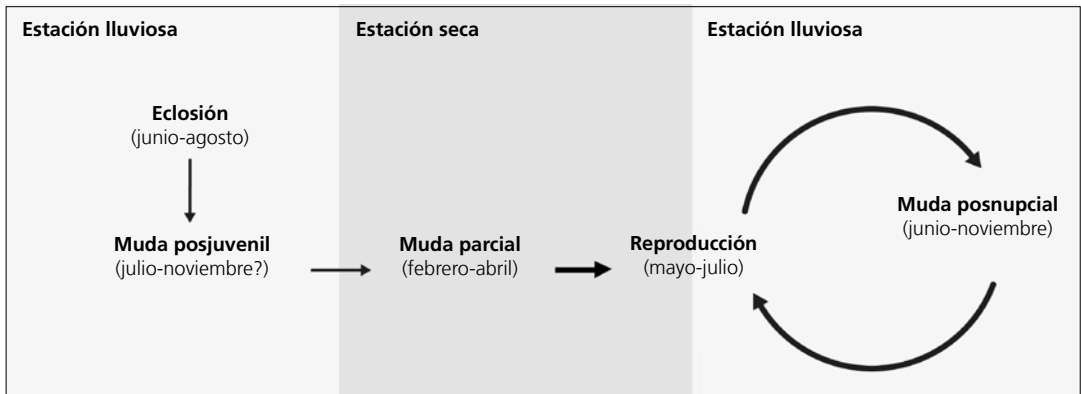 Estación lluviosa
Estación seca
Estación lluviosa
Eclosión
(junio-agosto)
Muda posjuvenil
(julio-noviembre?)
Muda parcial
(febrero-abril)
Reproducción
(mayo-julio)
Muda posnupcial
(junio-noviembre)